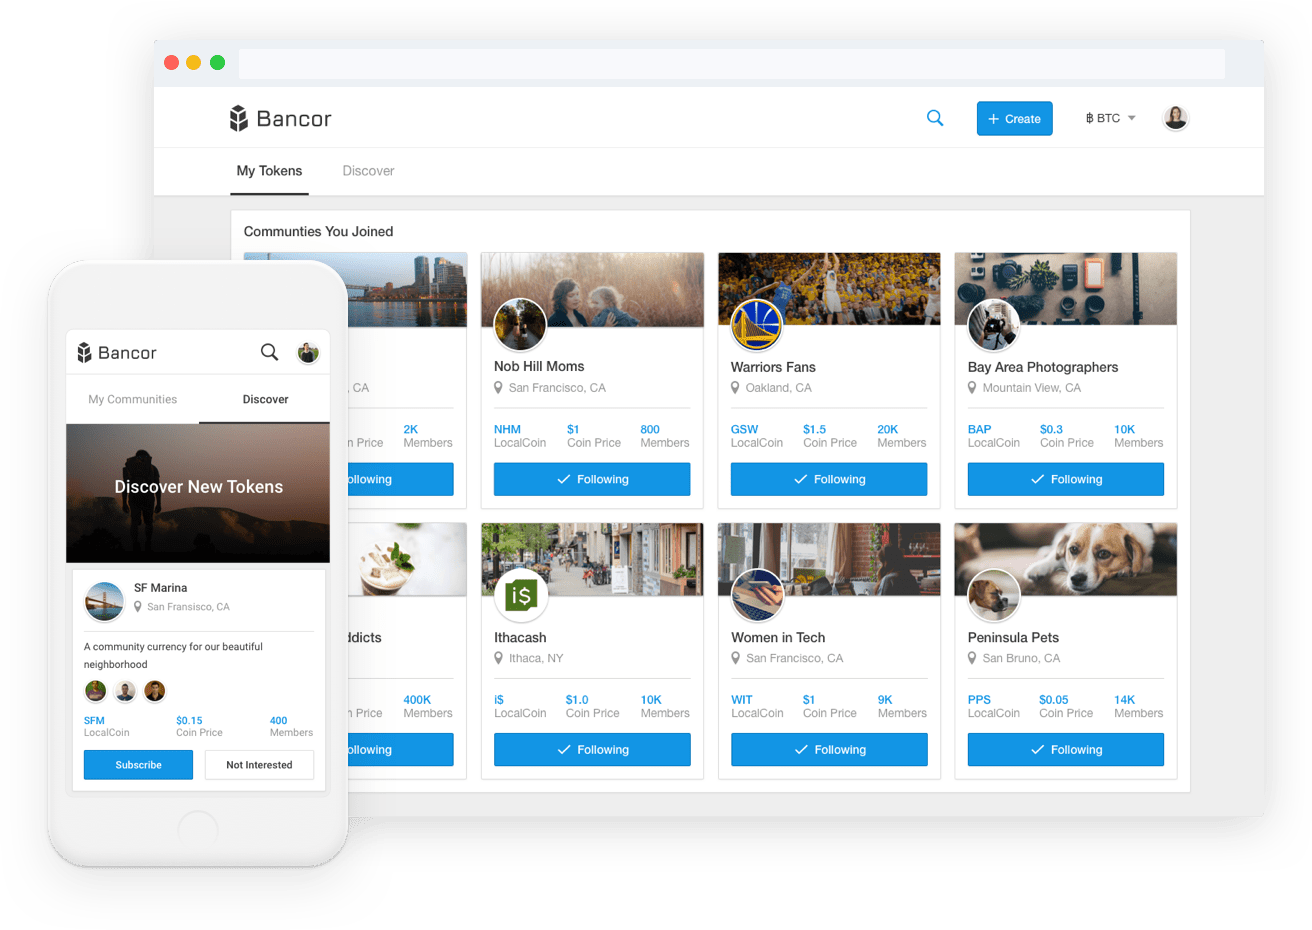 Bancor
+ Create
฿ BTC
My Tokens
Discover
Communties You Joined
, CA
n Price
2K
Members
ollowing
Nob Hill Moms
San Francisco, CA
NHM $1 800
LocalCoin Coin Price Members
Following
Warriors Fans
Oakland, CA
GSW $1.5 20K
LocalCoin Coin Price Members
Following
Bay Area Photographers
Mountain View, CA
BAP $0.3 10K
LocalCoin Coin Price Members
Following
ddicts
400K
n Price Members
ollowing
i$
Ithacash
Ithaca, NY
i$ $1.0 10K
LocalCoin Coin Price Members
Following
Women in Tech
San Francisco, CA
WIT $1 9K
LocalCoin Coin Price Members
Following
Peninsula Pets
San Bruno, CA
PPS $0.05 14K
LocalCoin Coin Price Members
Following
Bancor
My Communities
Discover
Discover New Tokens
SF Marina
San Fransisco, CA
A community currency for our beautiful
neighborhood
SFM $0.15 400
LocalCoin Coin Price Members
Subscribe
Not Interested